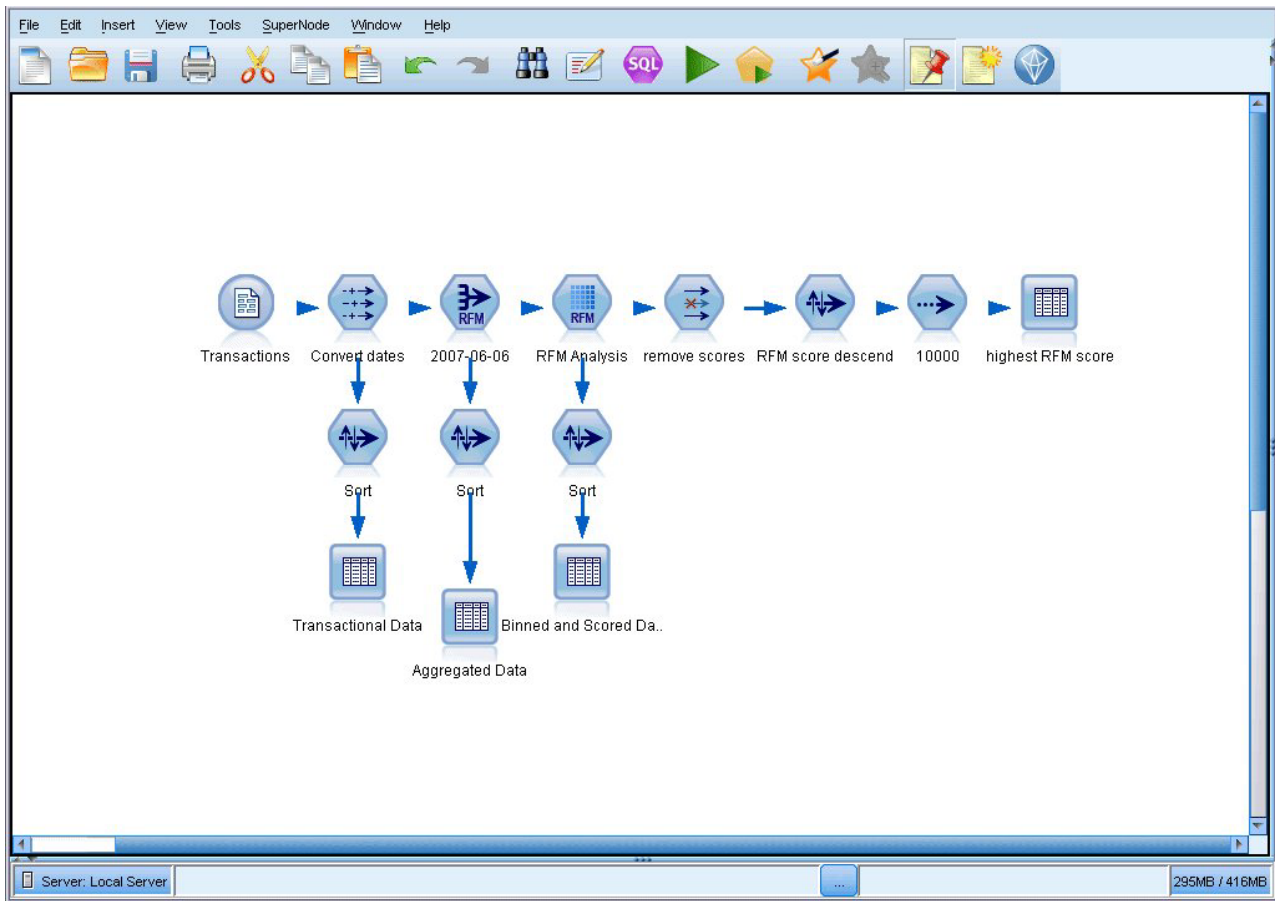 File Edit Insert View Tools SuperNode Window Help
SQL
RFM
RFM
Transactions
Convert dates
2007-06-06
RFM Analysis
remove scores
RFM score descend
10000
highest RFM score
Sort
Sort
Sort
Transactional Data
Binned and Scored Da..
Aggregated Data
Server: Local Server
...
295MB / 416MB